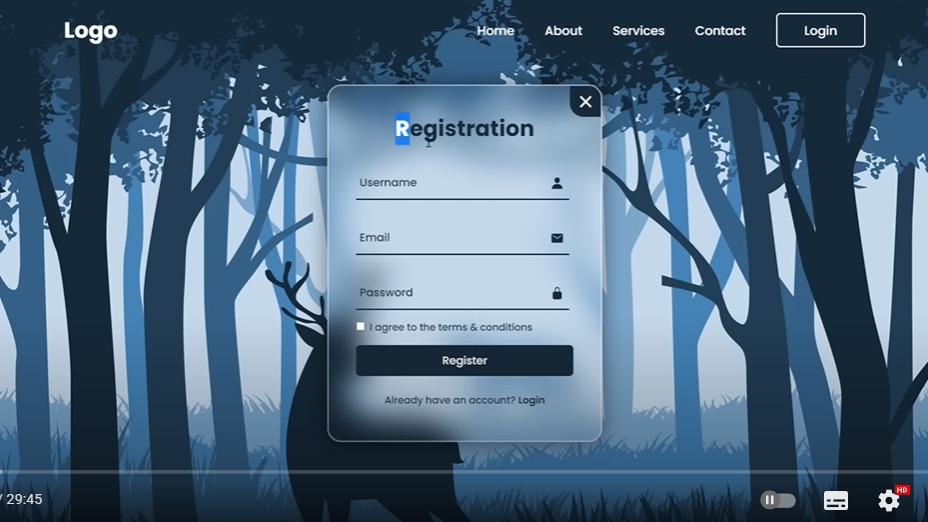 Logo Home About Services Contact Login
Registration
Username
Email
Password
I agree to the terms & conditions
Register
Already have an account? Login
/ 29:45
HD